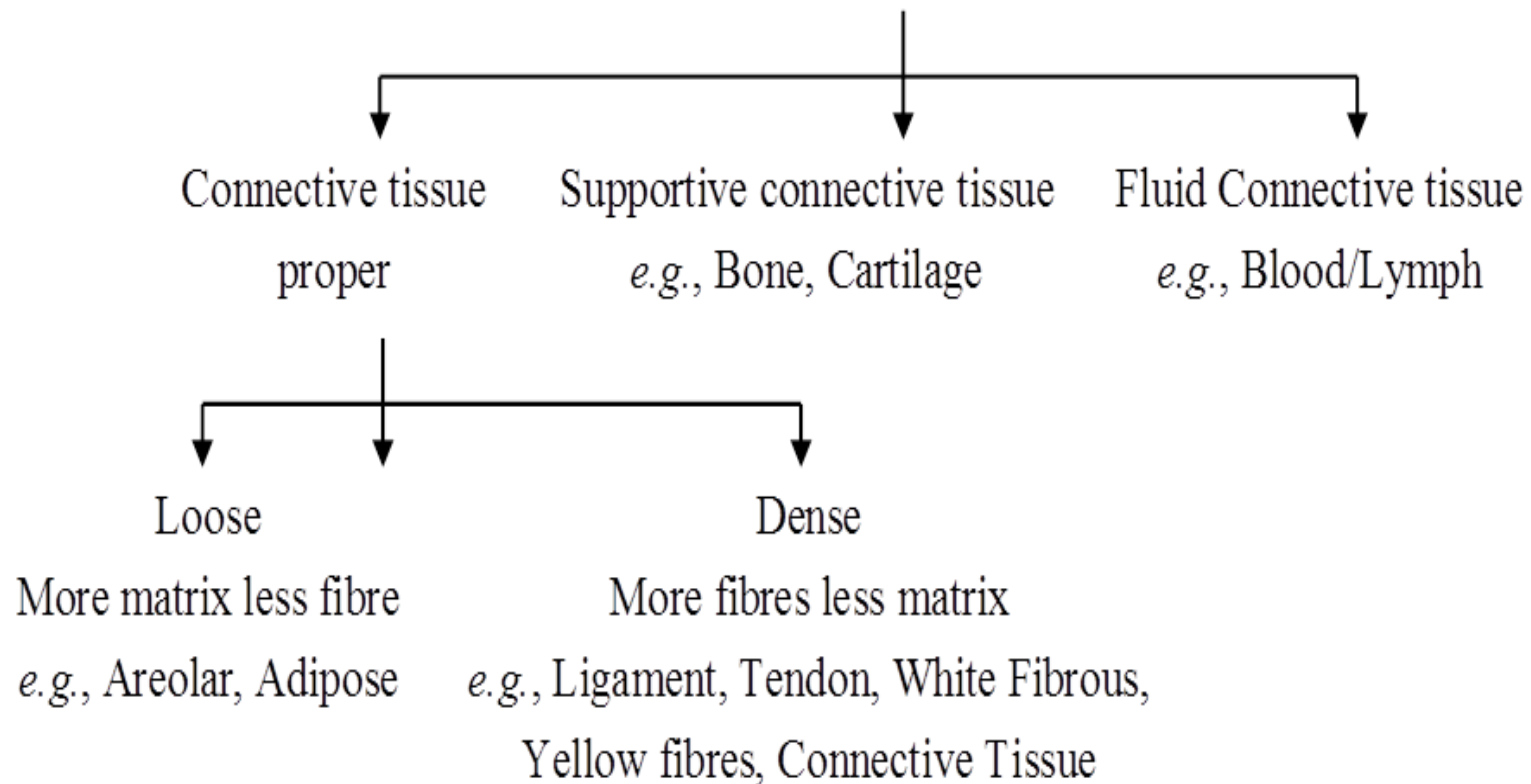 Connective tissue
proper
Supportive connective tissue
e.g., Bone, Cartilage
Fluid Connective tissue
e.g., Blood/Lymph
Loose
More matrix less fibre
e.g., Areolar, Adipose
Dense
More fibres less matrix
e.g., Ligament, Tendon, White Fibrous,
Yellow fibres, Connective Tissue